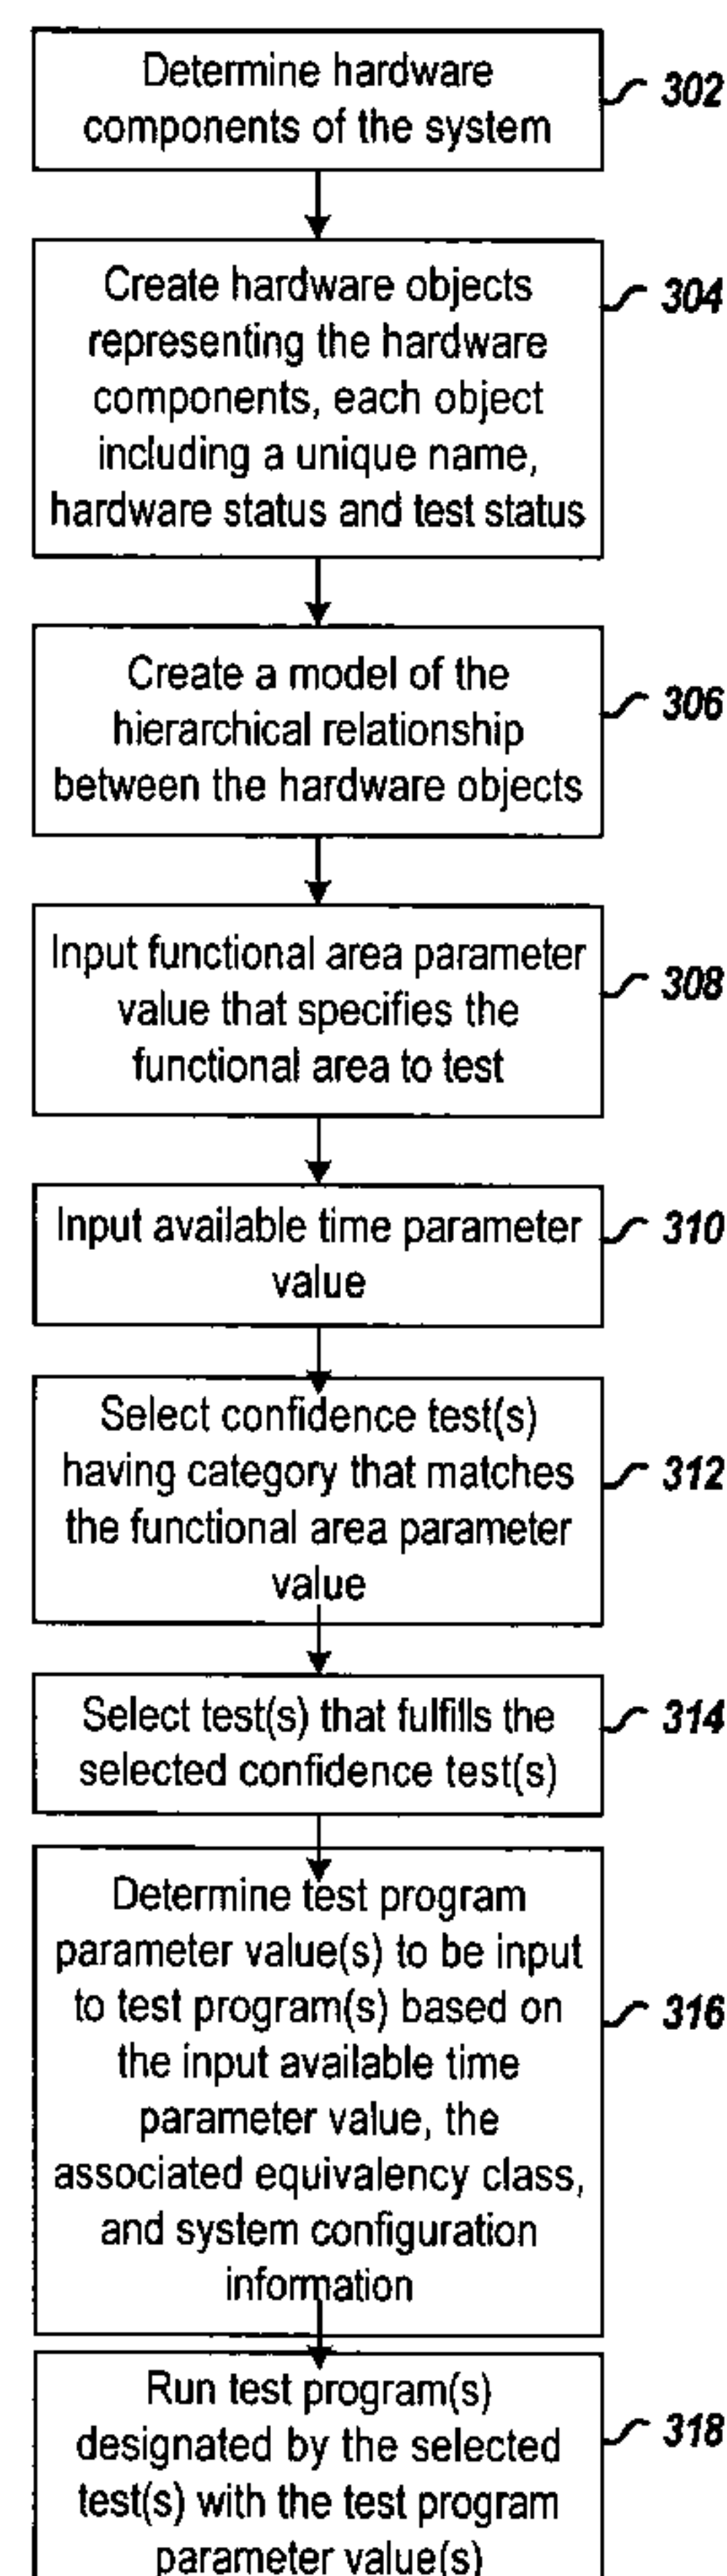 Determine hardware
components of the system
302
Create hardware objects
representing the hardware
components, each object
including a unique name,
hardware status and test status
304
Create a model of the
hierarchical relationship
between the hardware objects
306
Input functional area parameter
value that specifies the
functional area to test
308
Input available time parameter
value
310
Select confidence test(s)
having category that matches
the functional area parameter
value
312
Select test(s) that fulfills the
selected confidence test(s)
314
Determine test program
parameter value(s) to be input
to test program(s) based on
the input available time
parameter value, the
associated equivalency class,
and system configuration
information
316
Run test program(s)
designated by the selected
test(s) with the test program
parameter value(s)
318